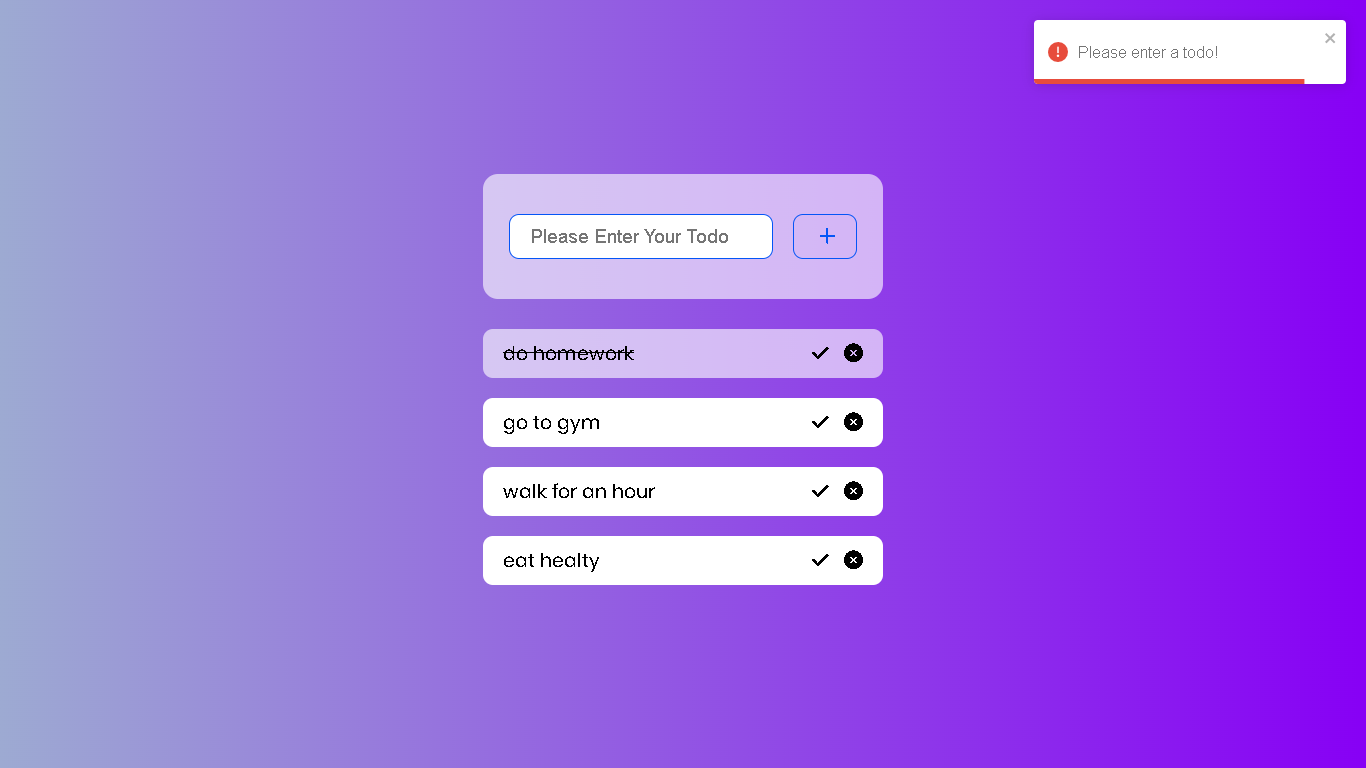 Please enter a todo!
Please Enter Your Todo
do homework
go to gym
walk for an hour
eat healty